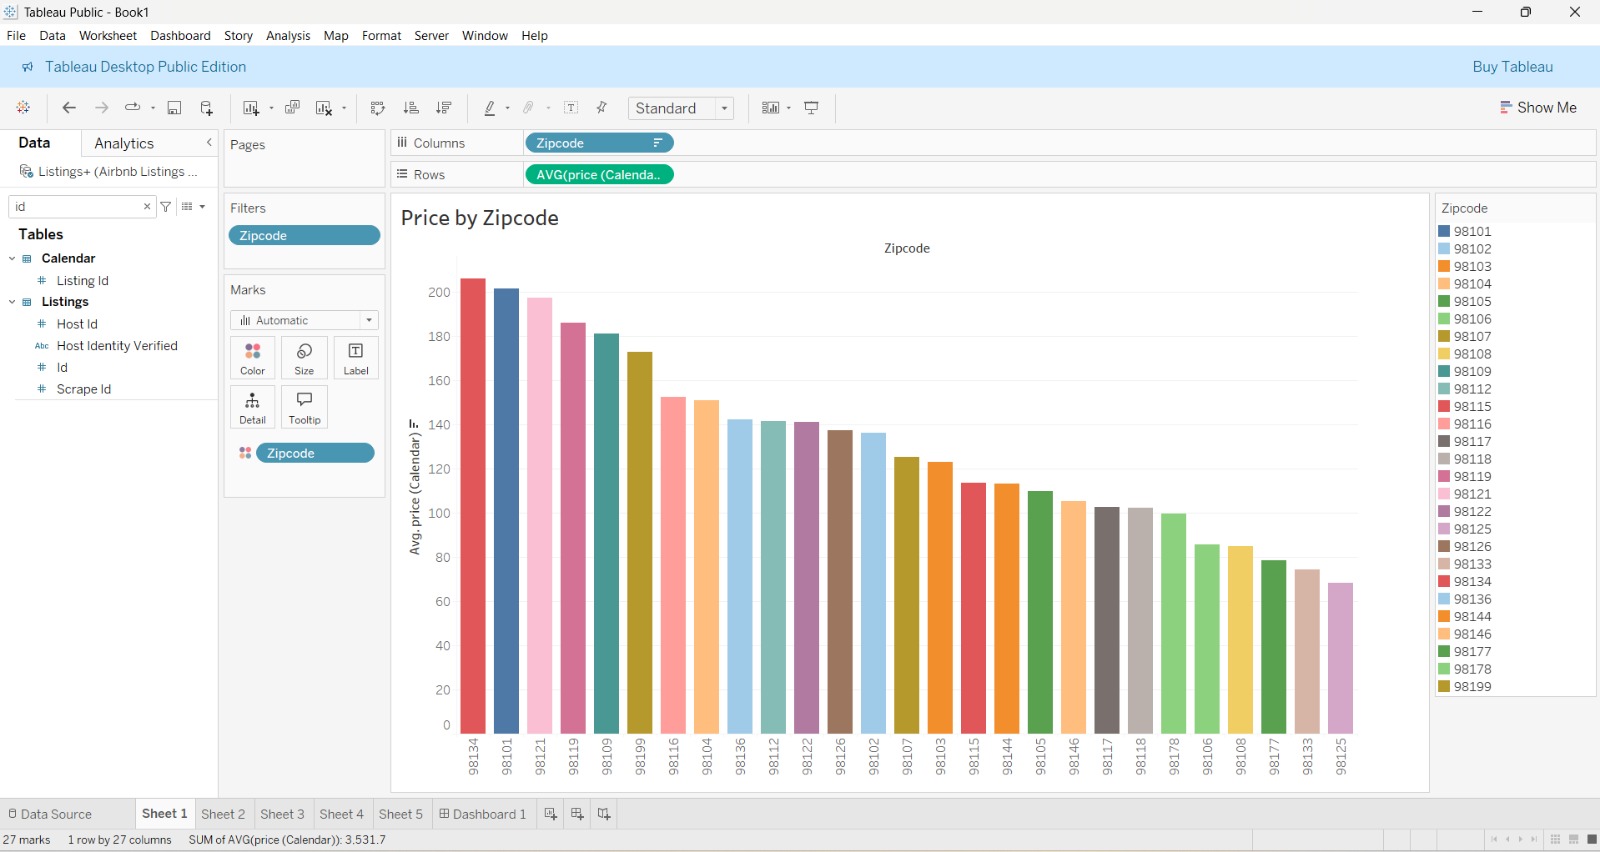 Tableau Public - Book1
File Data Worksheet Dashboard Story Analysis Map Format Server Window Help
Tableau Desktop Public Edition
Buy Tableau
Standard
Show Me
Data
Analytics
Listings+ (Airbnb Listings ...
id
Tables
Calendar
Listing Id
Listings
Host Id
Abc Host Identity Verified
Id
Scrape Id
Pages
Filters
Zipcode
Marks
Automatic
Color
Size
Label
Detail
Tooltip
Zipcode
Columns
Zipcode
Rows
AVG(price (Calenda..
Price by Zipcode
Zipcode
Avg. price (Calendar)
200
180
160
140
120
100
80
60
40
20
0
98134
98101
98121
98119
98109
98199
98116
98104
98136
98112
98122
98126
98102
98107
98103
98115
98144
98105
98146
98117
98118
98178
98106
98108
98177
98133
98125
Zipcode
98101
98102
98103
98104
98105
98106
98107
98108
98109
98112
98115
98116
98117
98118
98119
98121
98122
98125
98126
98133
98134
98136
98144
98146
98177
98178
98199
Data Source
Sheet 1
Sheet 2
Sheet 3
Sheet 4
Sheet 5
Dashboard 1
27 marks
1 row by 27 columns
SUM of AVG(price (Calendar)): 3.531.7